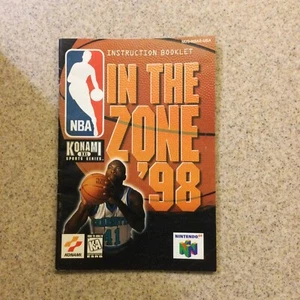 INSTRUCTION BOOKLET
IN THE
ZONE
'98
NBA
KONAMI
SPORTS SERIES
KONAMI
NINTENDO 64